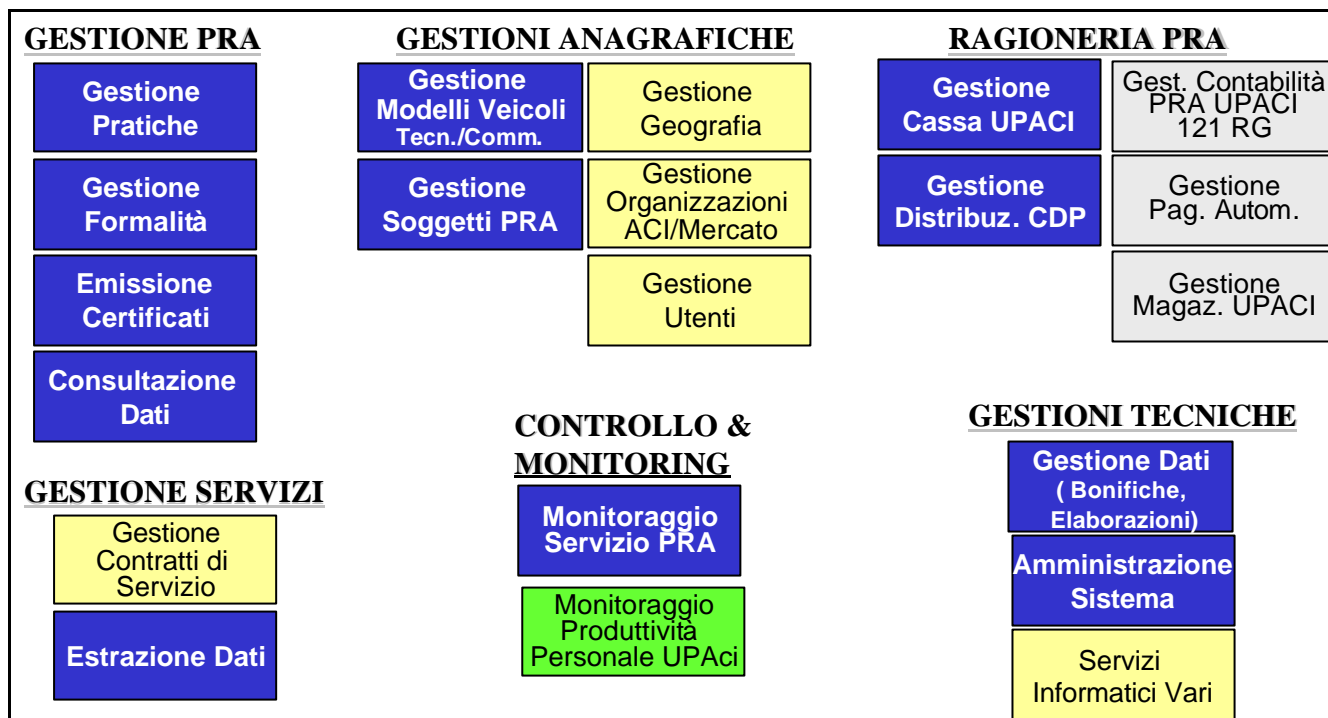 GESTIONE PRA
Gestione
Pratiche
Gestione
Formalità
Emissione
Certificati
Consultazione
Dati
GESTIONI ANAGRAFICHE
Gestione
Modelli Veicoli
Tecn./Comm.
Gestione
Soggetti PRA
Gestione
Geografia
Gestione
Organizzazioni
ACI/Mercato
Gestione
Utenti
RAGIONERIA PRA
Gestione
Cassa UPACI
Gestione
Distribuz. CDP
Gest. Contabilità
PRA UPACI
121 RG
Gestione
Pag. Autom.
Gestione
Magaz. UPACI
GESTIONE SERVIZI
Gestione
Contratti di
Servizio
Estrazione Dati
CONTROLLO &
MONITORING
Monitoraggio
Servizio PRA
Monitoraggio
Produttività
Personale UPAci
GESTIONI TECNICHE
Gestione Dati
( Bonifiche,
Elaborazioni)
Amministrazione
Sistema
Servizi
Informatici Vari